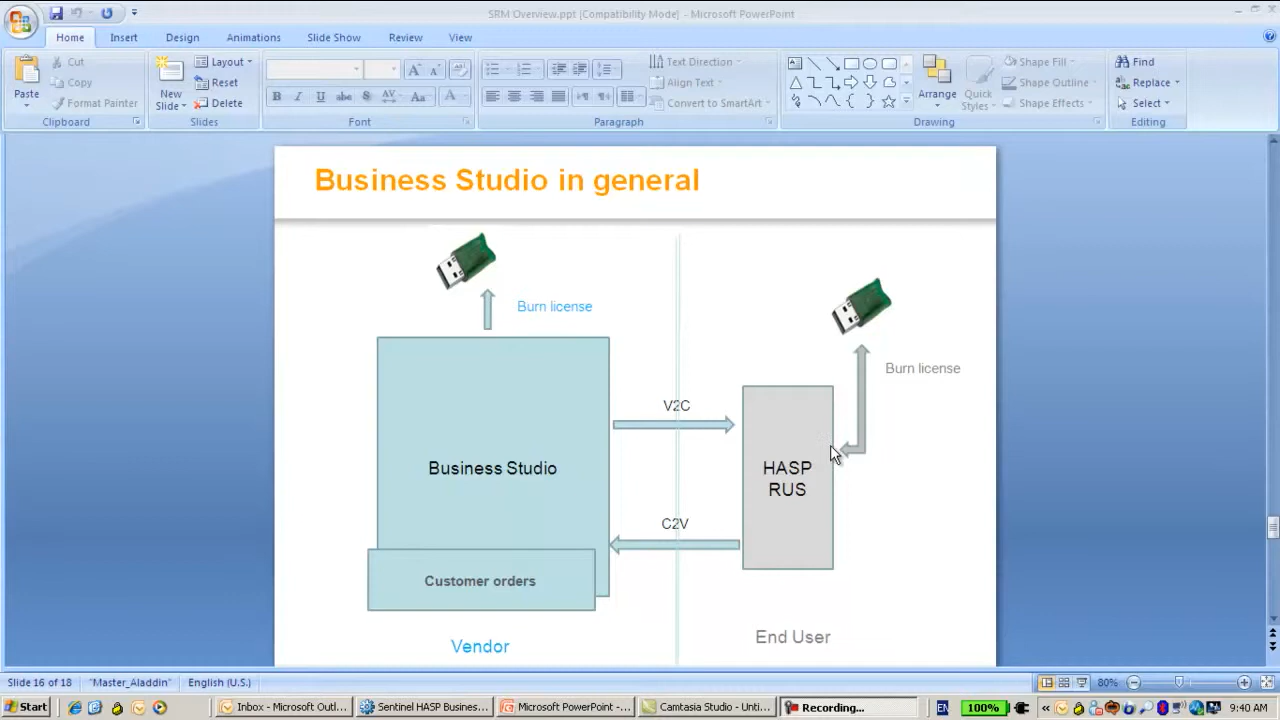 SRM Overview.ppt [Compatibility Mode] - Microsoft PowerPoint
Home Insert Design Animations Slide Show Review View
Paste
Cut
Copy
Format Painter
Clipboard
New Slide
Layout
Reset
Delete
Slides
B I U abc S AV Aa A
Font
Paragraph
Text Direction
Align Text
Convert to SmartArt
Arrange
Quick Styles
Shape Fill
Shape Outline
Shape Effects
Drawing
Find
Replace
Select
Editing
Business Studio in general
Burn license
Burn license
V2C
Business Studio
HASP
RUS
C2V
Customer orders
Vendor
End User
Slide 16 of 18 "Master_Aladdin" English (U.S.) 80%
Start Inbox - Microsoft Outl... Sentinel HASP Business... Microsoft PowerPoint -... Camtasia Studio - Unti... Recording... EN 100% 9:40 AM